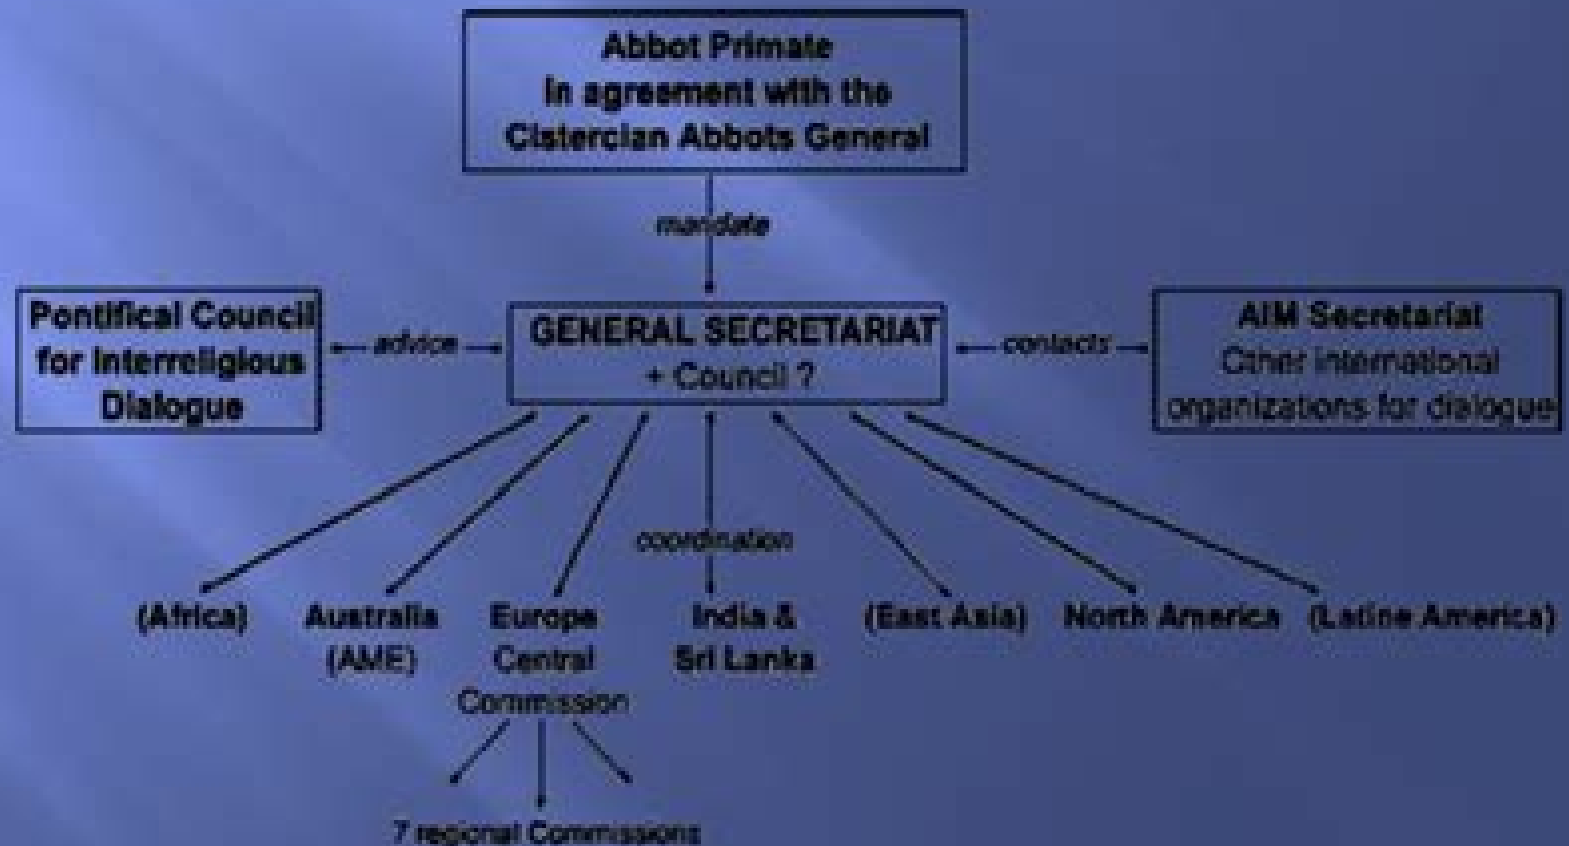 Abbot Primate
in agreement with the
Cistercian Abbots General
mandate
Pontifical Council
for Interreligious
Dialogue
advice
GENERAL SECRETARIAT
+ Council ?
contacts
AIM Secretariat
Other international
organizations for dialogue
coordination
(Africa)
Australia
(AME)
Europe
Central
Commission
India &
Sri Lanka
(East Asia)
North America
(Latine America)
7 regional Commissions